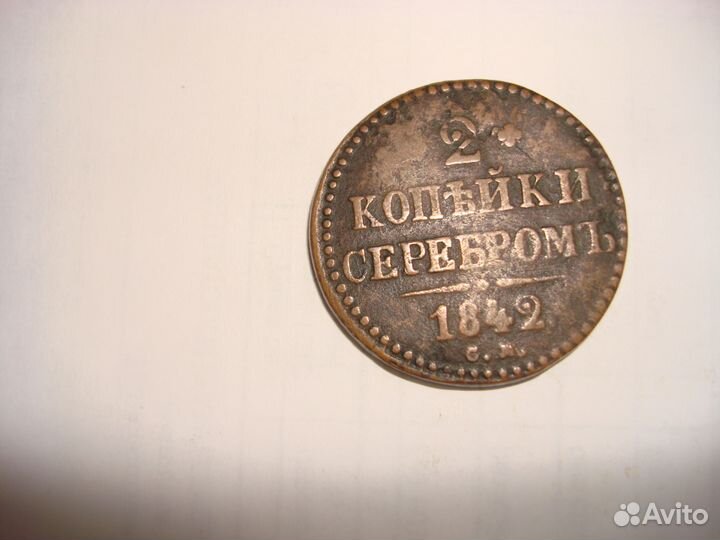 2
КОПѢЙКИ
СЕРЕБРОМЪ
1842
С. М.
Avito